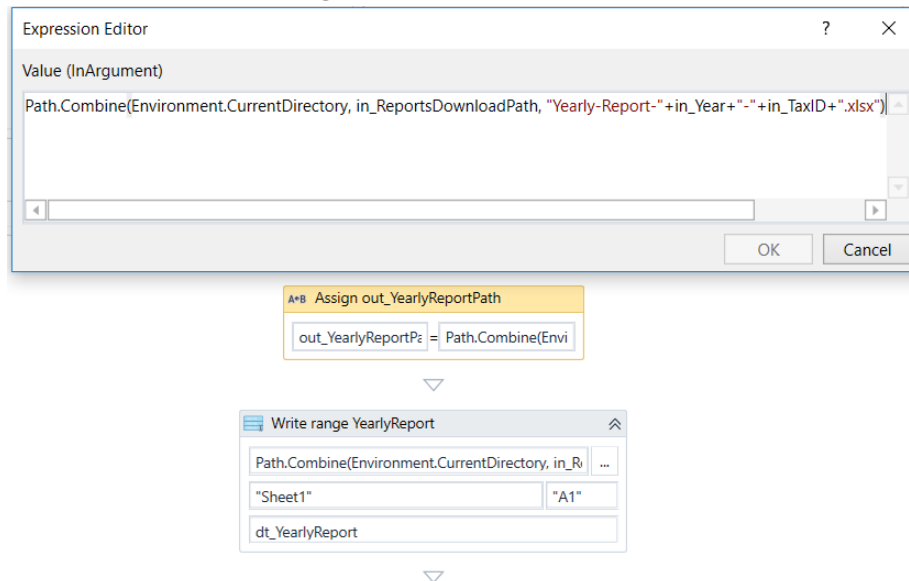 Expression Editor ? ×
Value (InArgument)
Path.Combine(Environment.CurrentDirectory, in_ReportsDownloadPath, "Yearly-Report-"+in_Year+"-"+in_TaxID+".xlsx")
OK Cancel
A*B Assign out_YearlyReportPath
out_YearlyReportPa = Path.Combine(Envi
Write range YearlyReport
Path.Combine(Environment.CurrentDirectory, in_Re ...
"Sheet1" "A1"
dt_YearlyReport